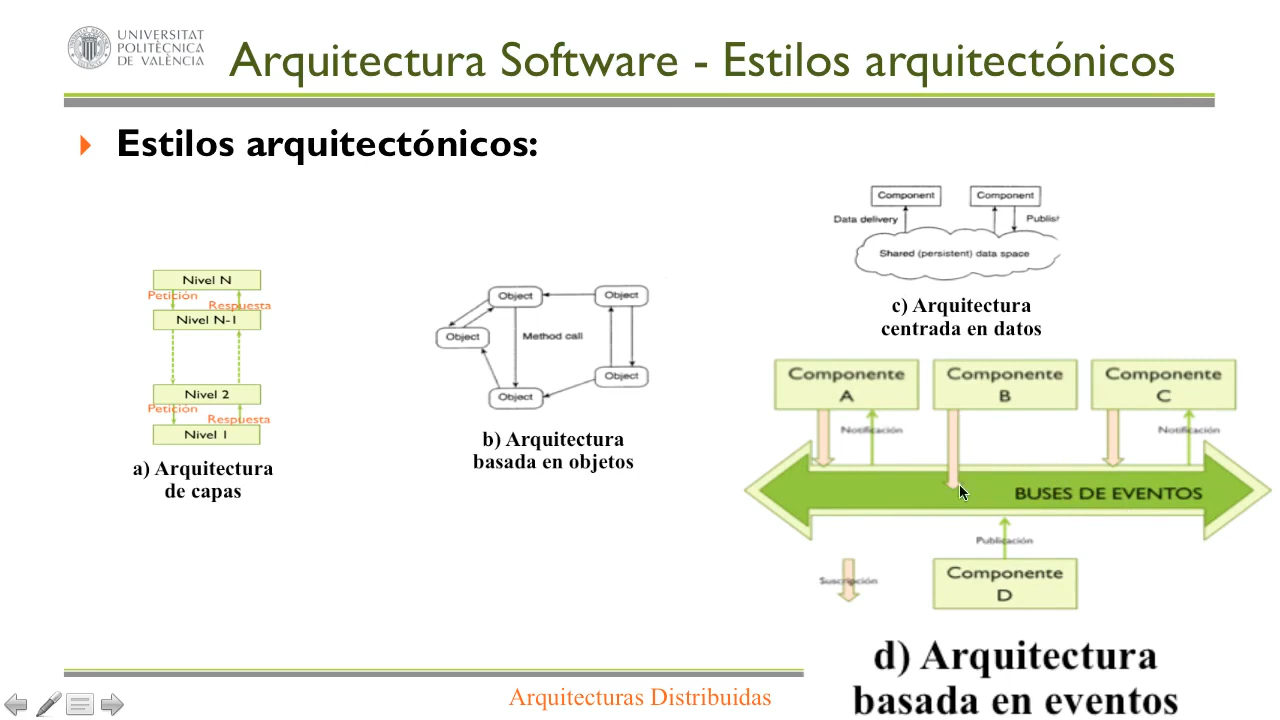 UNIVERSITAT
POLITÈCNICA
DE VALÈNCIA
Arquitectura Software - Estilos arquitectónicos
Estilos arquitectónicos:
Nivel N
Petición
Respuesta
Nivel N-1
Nivel 2
Petición
Respuesta
Nivel 1
a) Arquitectura
de capas
Object
Object
Object
Method call
Object
Object
b) Arquitectura
basada en objetos
Component
Component
Data delivery
Publish
Shared (persistent) data space
c) Arquitectura
centrada en datos
Componente
A
Componente
B
Componente
C
Notificación
Notificación
BUSES DE EVENTOS
Publicación
Suscripción
Componente
D
d) Arquitectura
basada en eventos
Arquitecturas Distribuidas